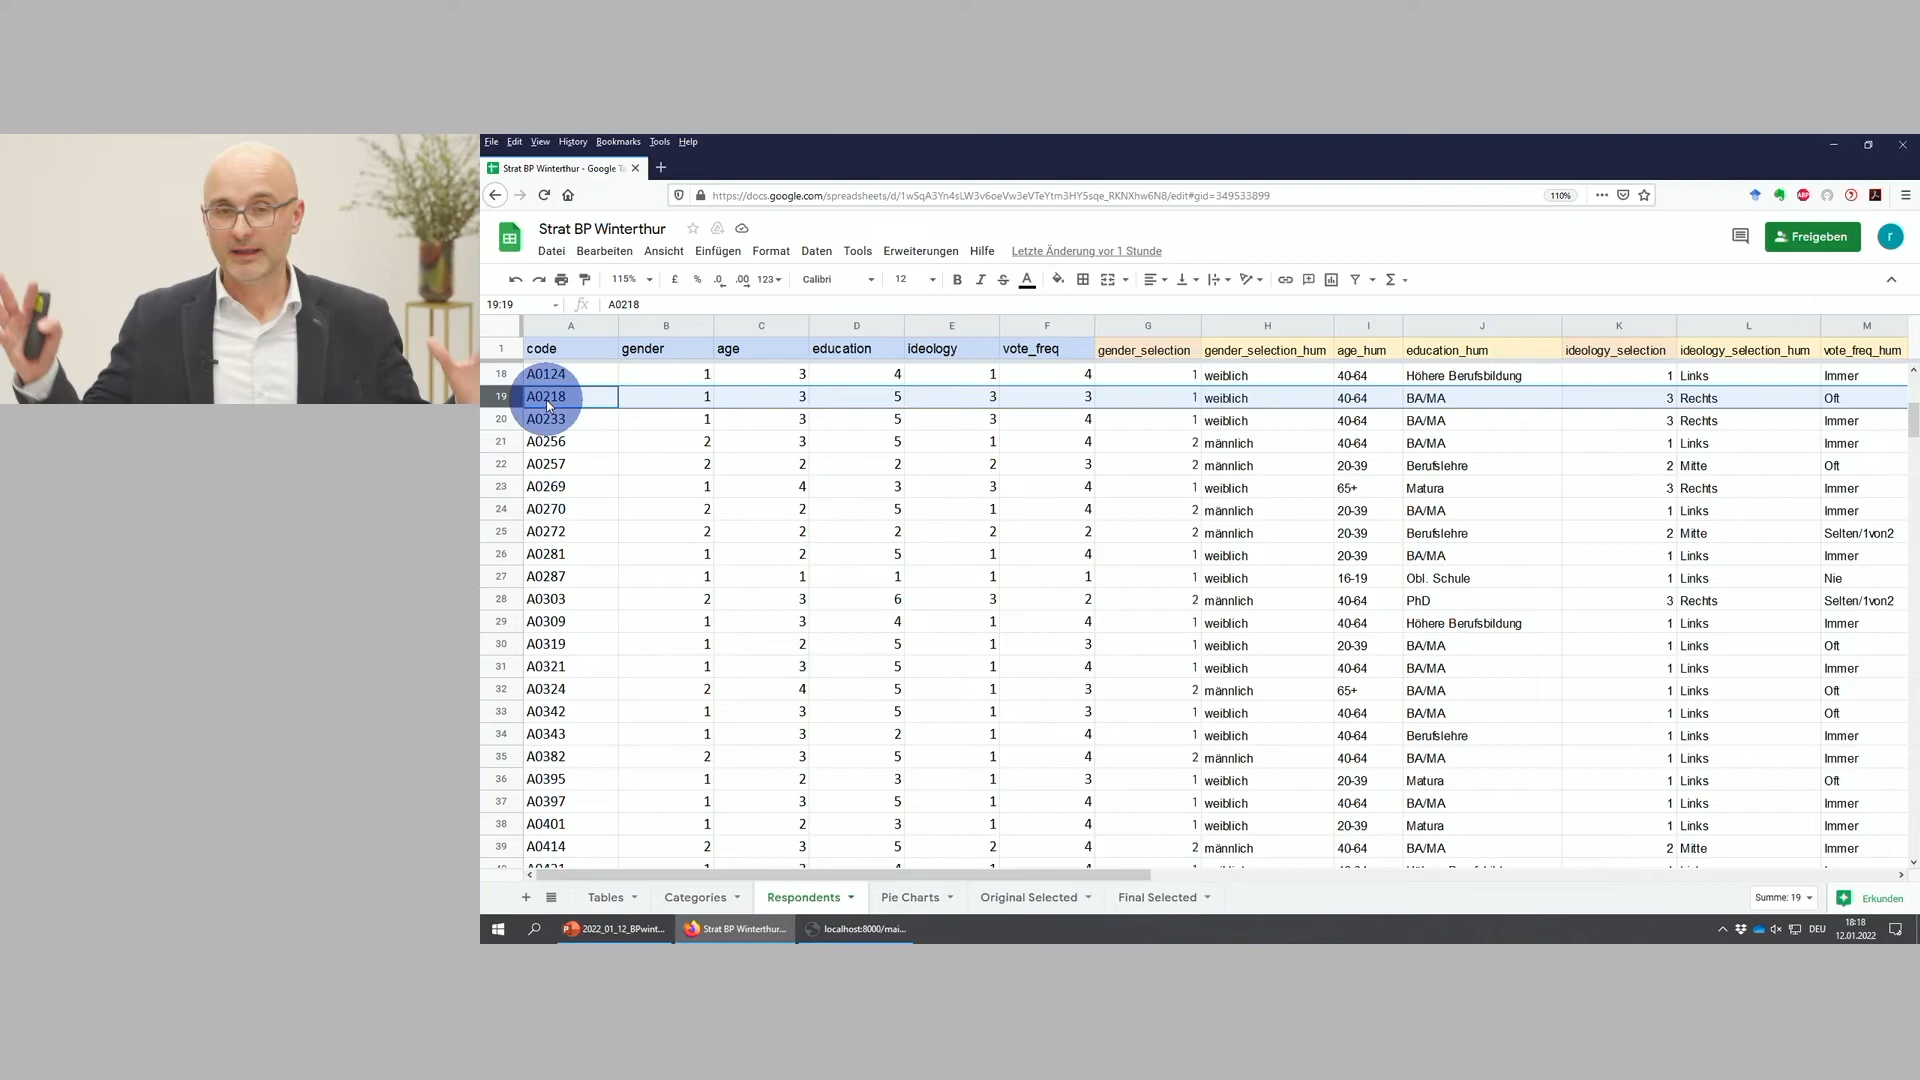 File Edit View History Bookmarks Tools Help
Strat BP Winterthur - Google Ta
https://docs.google.com/spreadsheets/d/1wSqA3Yn4sLW3v6oeVw3eVTeYtm3HY5sqe_RKNXhw6N8/edit#gid=349533899 110%
Strat BP Winterthur
Freigeben r
Datei Bearbeiten Ansicht Einfügen Format Daten Tools Erweiterungen Hilfe Letzte Änderung vor 1 Stunde
115% £ % .0 .00 123 Calibri 12 B I S A
19:19 fx A0218
A B C D E F G H I J K L M
1 code gender age education ideology vote_freq gender_selection gender_selection_hum age_hum education_hum ideology_selection ideology_selection_hum vote_freq_hum
18 A0124 1 3 4 1 4 1 weiblich 40-64 Höhere Berufsbildung 1 Links Immer
19 A0218 1 3 5 3 3 1 weiblich 40-64 BA/MA 3 Rechts Oft
20 A0233 1 3 5 3 4 1 weiblich 40-64 BA/MA 3 Rechts Immer
21 A0256 2 3 5 1 4 2 männlich 40-64 BA/MA 1 Links Immer
22 A0257 2 2 2 2 3 2 männlich 20-39 Berufslehre 2 Mitte Oft
23 A0269 1 4 3 3 4 1 weiblich 65+ Matura 3 Rechts Immer
24 A0270 2 2 5 1 4 2 männlich 20-39 BA/MA 1 Links Immer
25 A0272 2 2 2 2 2 2 männlich 20-39 Berufslehre 2 Mitte Selten/1von2
26 A0281 1 2 5 1 4 1 weiblich 20-39 BA/MA 1 Links Immer
27 A0287 1 1 1 1 1 1 weiblich 16-19 Obl. Schule 1 Links Nie
28 A0303 2 3 6 3 2 2 männlich 40-64 PhD 3 Rechts Selten/1von2
29 A0309 1 3 4 1 4 1 weiblich 40-64 Höhere Berufsbildung 1 Links Immer
30 A0319 1 2 5 1 3 1 weiblich 20-39 BA/MA 1 Links Oft
31 A0321 1 3 5 1 4 1 weiblich 40-64 BA/MA 1 Links Immer
32 A0324 2 4 5 1 3 2 männlich 65+ BA/MA 1 Links Oft
33 A0342 1 3 5 1 3 1 weiblich 40-64 BA/MA 1 Links Oft
34 A0343 1 3 2 1 4 1 weiblich 40-64 Berufslehre 1 Links Immer
35 A0382 2 3 5 1 4 2 männlich 40-64 BA/MA 1 Links Immer
36 A0395 1 2 3 1 3 1 weiblich 20-39 Matura 1 Links Oft
37 A0397 1 3 5 1 4 1 weiblich 40-64 BA/MA 1 Links Immer
38 A0401 1 2 3 1 4 1 weiblich 20-39 Matura 1 Links Immer
39 A0414 2 3 5 2 4 2 männlich 40-64 BA/MA 2 Mitte Immer
Tables Categories Respondents Pie Charts Original Selected Final Selected Summe: 19 Erkunden
2022_01_12_BPwint... Strat BP Winterthur... localhost:8000/mai... DEU 18:18
12.01.2022